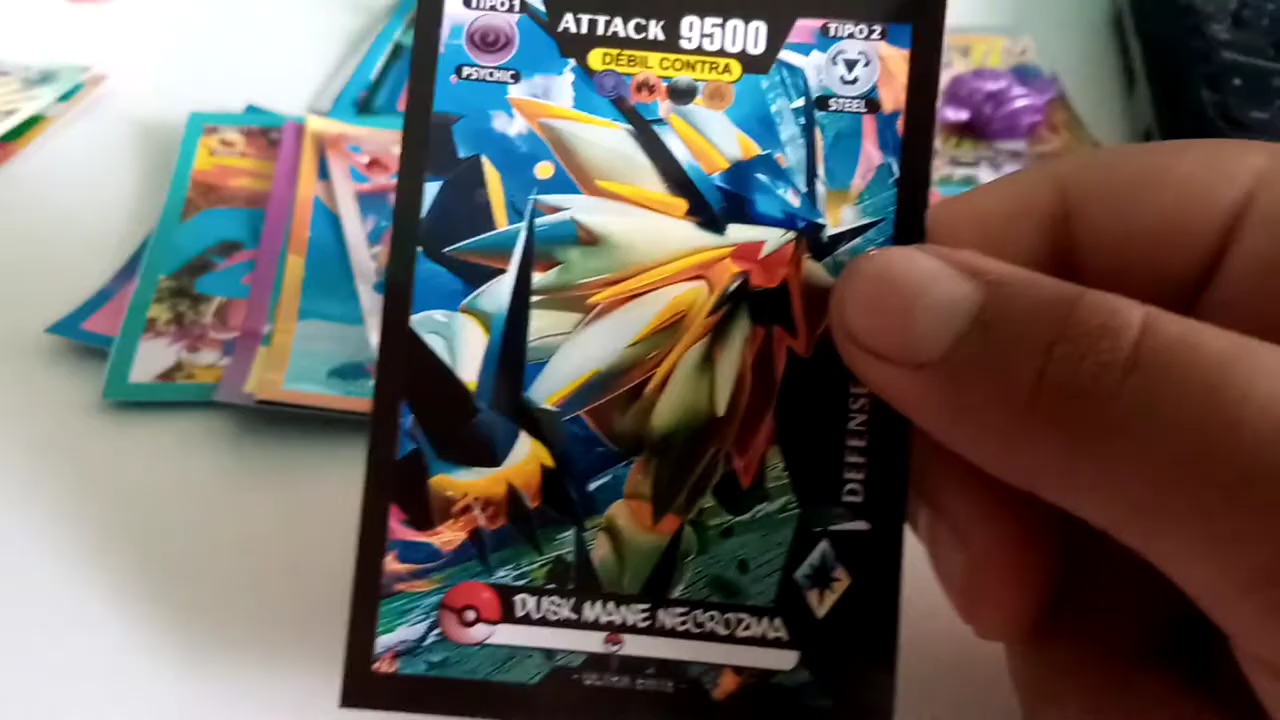 TIPO 1
ATTACK 9500
TIPO 2
DÉBIL CONTRA
PSYCHIC
STEEL
DEFENSE
DUSK MANE NECROZMA